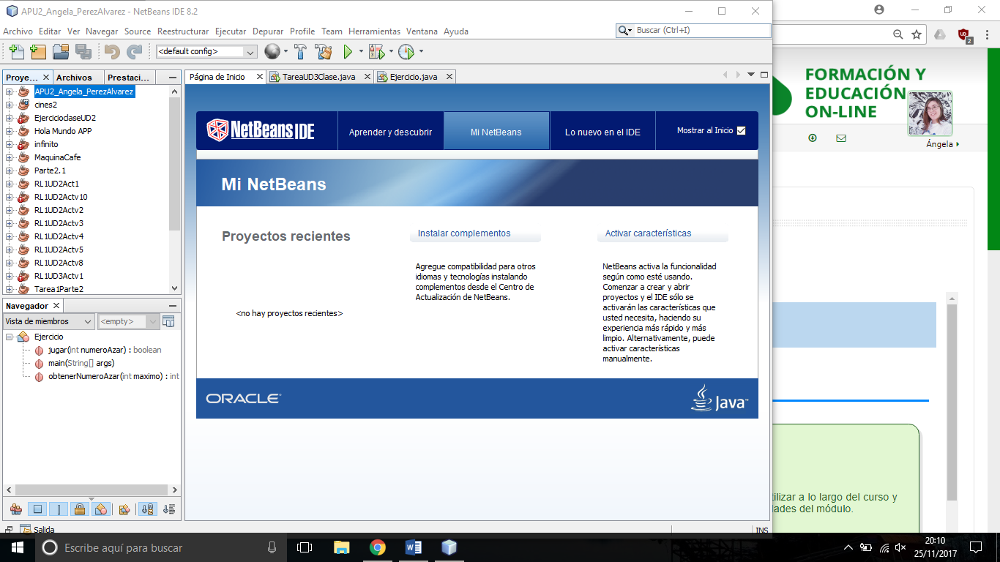 APU2_Angela_PerezAlvarez - NetBeans IDE 8.2
Archivo Editar Ver Navegar Source Reestructurar Ejecutar Depurar Profile Team Herramientas Ventana Ayuda
Buscar (Ctrl+I)
<default config>
Proye... Archivos Prestaci...
Página de Inicio TareaUD3Clase.java Ejercicio.java
APU2_Angela_PerezAlvarez
cines2
EjercicioclaseUD2
Hola Mundo APP
infinito
MaquinaCafe
Parte2.1
RL1UD2Act1
RL1UD2Actv10
RL1UD2Actv2
RL1UD2Actv3
RL1UD2Actv4
RL1UD2Actv5
RL1UD2Actv8
RL1UD3Actv1
Tarea1Parte2
Navegador
Vista de miembros <empty>
Ejercicio
jugar(int numeroAzar) : boolean
main(String[] args)
obtenerNumeroAzar(int maximo) : int
Salida
NetBeans IDE
Aprender y descubrir
Mi NetBeans
Lo nuevo en el IDE
Mostrar al Inicio
Mi NetBeans
Proyectos recientes
<no hay proyectos recientes>
Instalar complementos
Agregue compatibilidad para otros
idiomas y tecnologías instalando
complementos desde el Centro de
Actualización de NetBeans.
Activar características
NetBeans activa la funcionalidad
según como esté usando.
Comenzar a crear y abrir
proyectos y el IDE sólo se
activarán las características que
usted necesita, haciendo su
experiencia más rápido y más
limpio. Alternativamente, puede
activar características
manualmente.
ORACLE
Java
INS
2
FORMACIÓN Y
EDUCACIÓN
ON-LINE
Ángela
tilizar a lo largo del curso y
dades del módulo.
Escribe aquí para buscar
20:10
25/11/2017